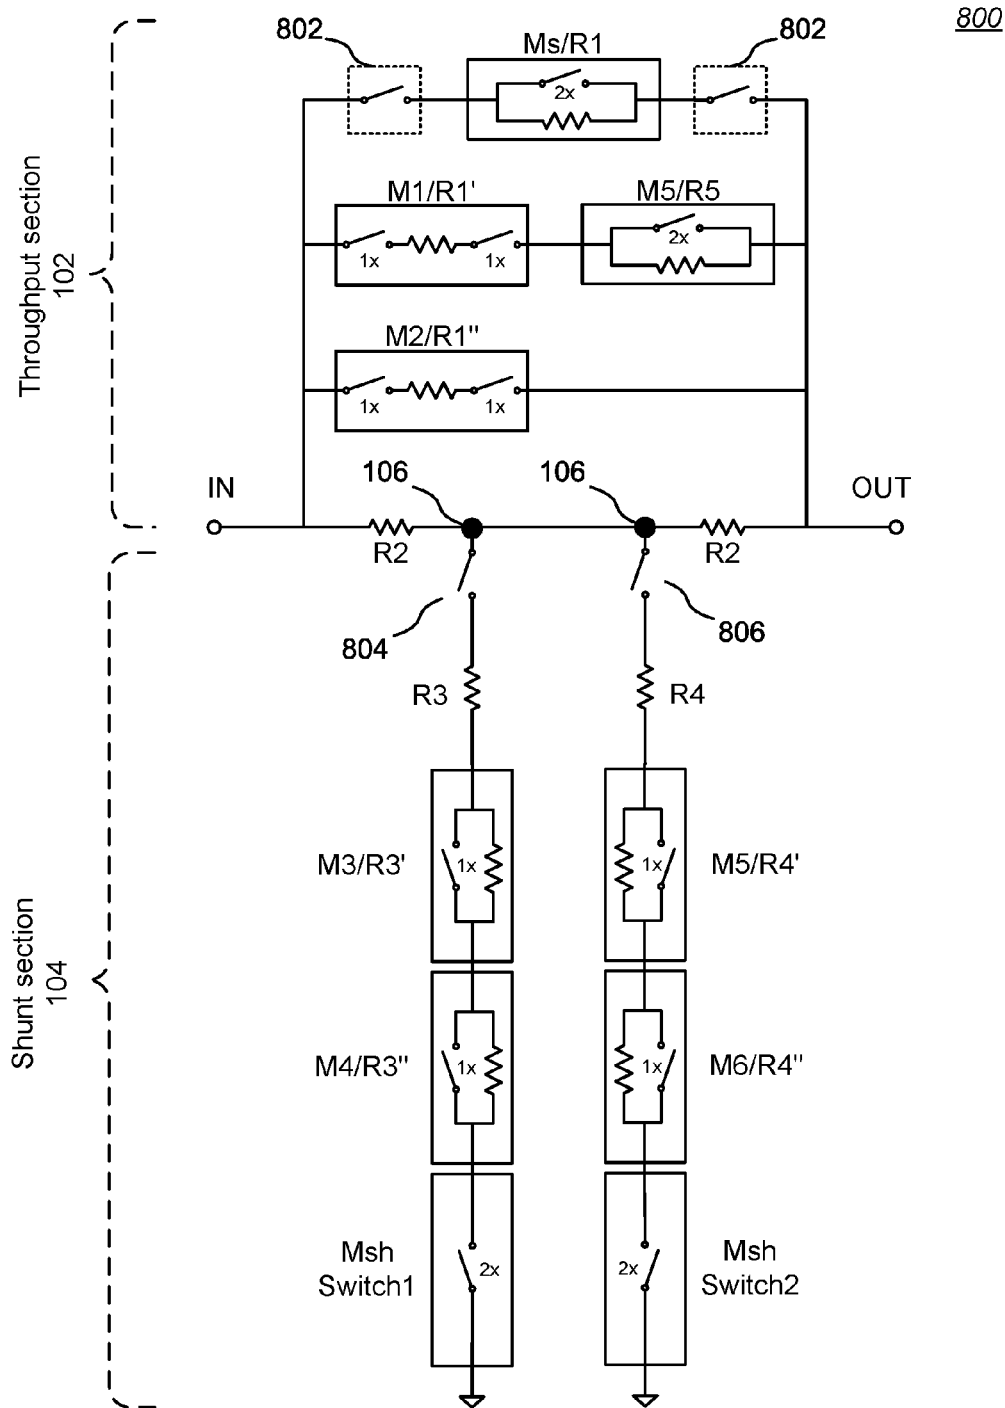 800
802
Ms/R1
802
2x
M1/R1'
M5/R5
1x
1x
2x
Throughput section
102
M2/R1"
1x
1x
106
106
IN
OUT
R2
R2
804
806
R3
R4
M3/R3'
1x
1x
M5/R4'
Shunt section
104
M4/R3"
1x
1x
M6/R4"
Msh
Switch1
2x
2x
Msh
Switch2